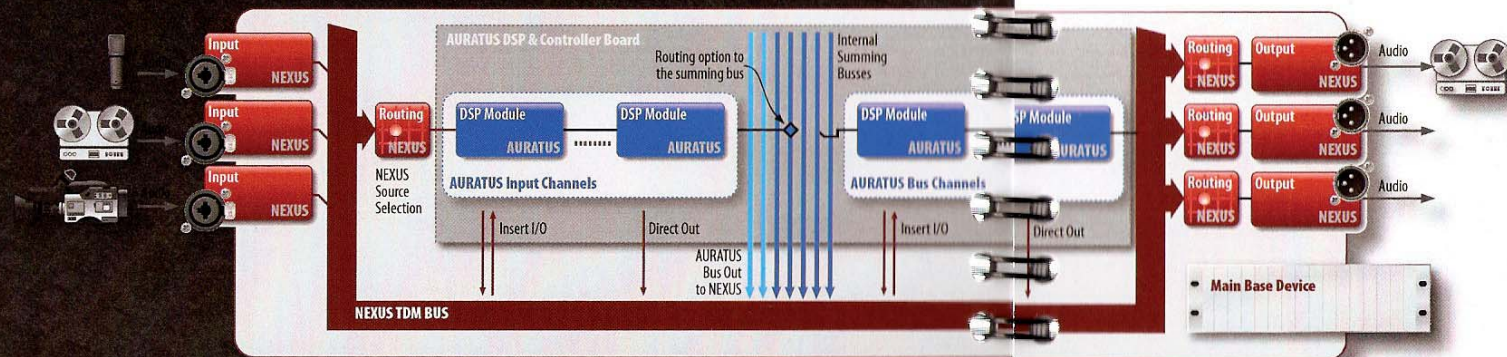 AURATUS DSP & Controller Board
Routing option to
the summing bus
Internal
Summing
Busses
Input
NEXUS
Input
NEXUS
Input
NEXUS
Routing
NEXUS
NEXUS
Source
Selection
DSP Module
AURATUS
DSP Module
AURATUS
AURATUS Input Channels
DSP Module
AURATUS
SP Module
URATUS
AURATUS Bus Channels
Insert I/O
Direct Out
AURATUS
Bus Out
to NEXUS
Insert I/O
Direct Out
NEXUS TDM BUS
Routing
NEXUS
Output
NEXUS
Audio
Routing
NEXUS
Output
NEXUS
Audio
Routing
NEXUS
Output
NEXUS
Audio
Main Base Device